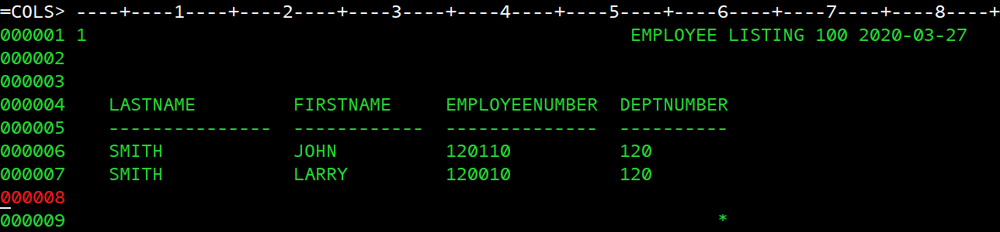 =COLS> ----+----1----+----2----+----3----+----4----+----5----+----6----+----7----+----8----+
000001 1                                                  EMPLOYEE LISTING 100 2020-03-27
000002
000003
000004    LASTNAME         FIRSTNAME     EMPLOYEENUMBER  DEPTNUMBER
000005    ---------------  ------------  --------------  ----------
000006    SMITH            JOHN          120110          120
000007    SMITH            LARRY         120010          120
000008
000009                                                            *